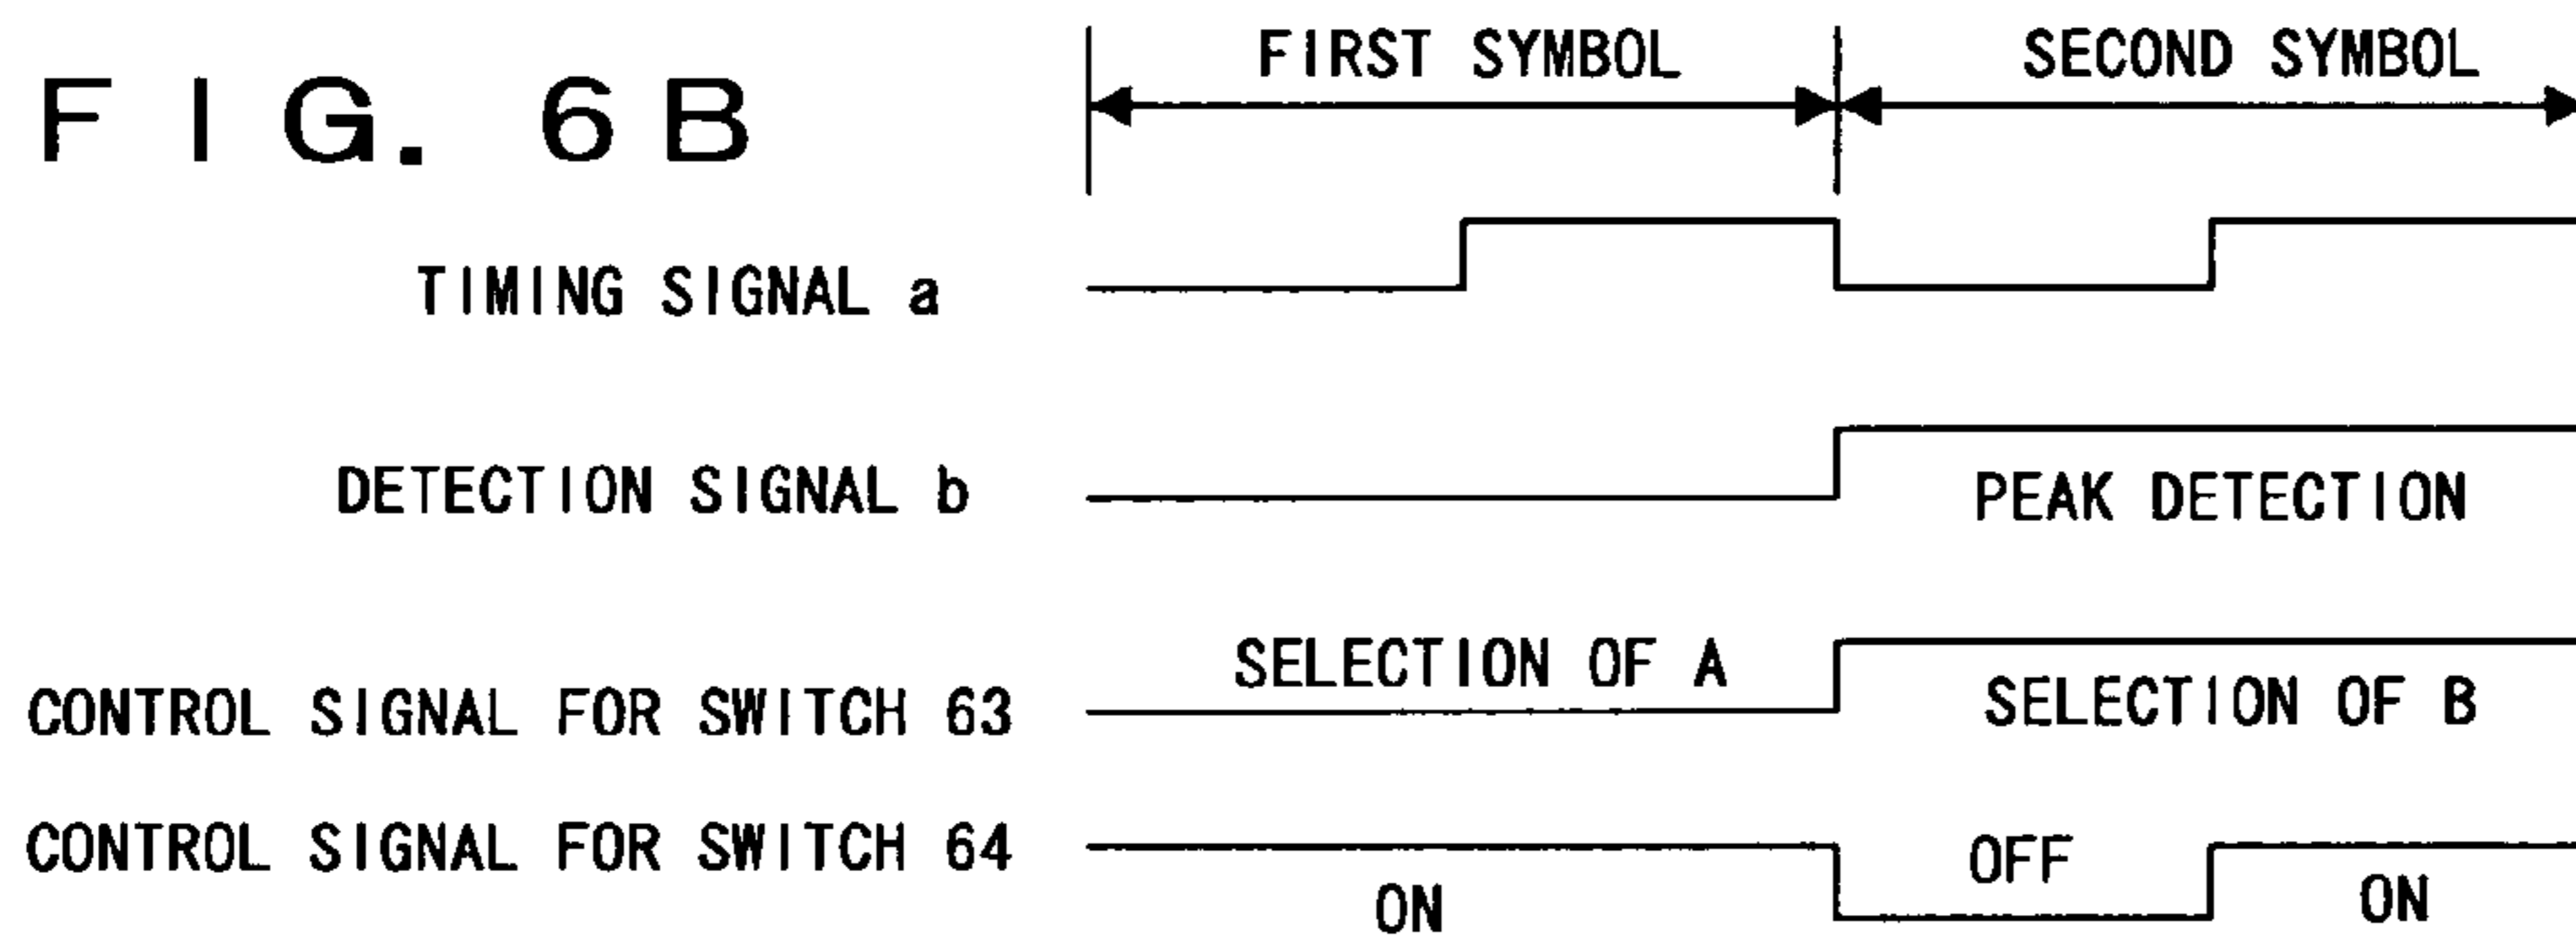 FIG. 6B
FIRST SYMBOL
SECOND SYMBOL
TIMING SIGNAL a
DETECTION SIGNAL b
PEAK DETECTION
CONTROL SIGNAL FOR SWITCH 63
SELECTION OF A
SELECTION OF B
CONTROL SIGNAL FOR SWITCH 64
ON
OFF
ON